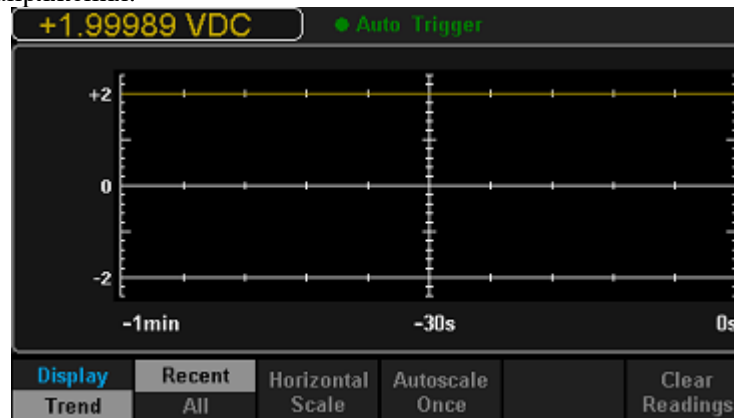 +1.99989 VDC
Auto Trigger
+2
0
-2
-1min -30s 0s
Display Recent Horizontal Autoscale Clear
Trend All Scale Once Readings